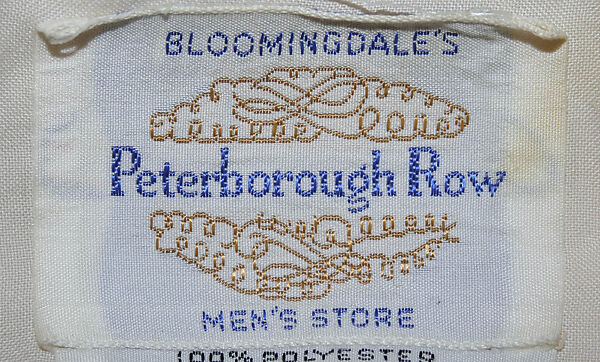 BLOOMINGDALE'S
Peterborough Row
MEN'S STORE
100% POLYESTER